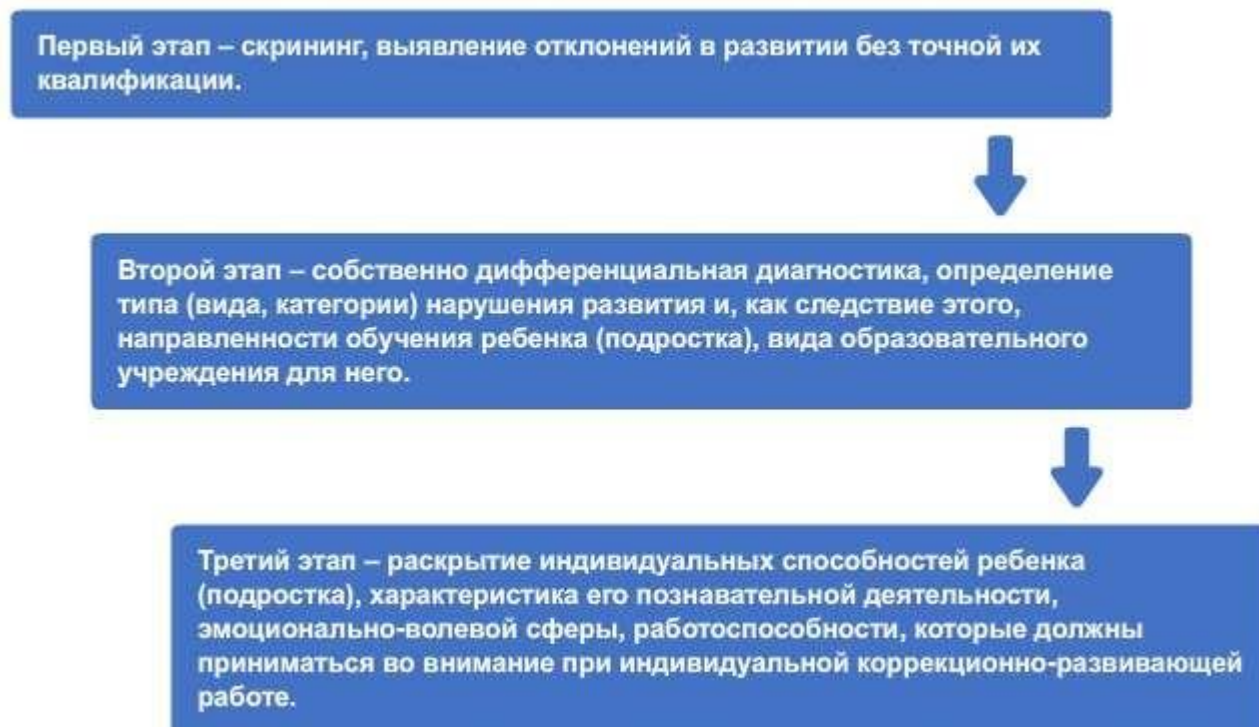 Первый этап – скрининг, выявление отклонений в развитии без точной их
квалификации.
Второй этап – собственно дифференциальная диагностика, определение
типа (вида, категории) нарушения развития и, как следствие этого,
направленности обучения ребенка (подростка), вида образовательного
учреждения для него.
Третий этап – раскрытие индивидуальных способностей ребенка
(подростка), характеристика его познавательной деятельности,
эмоционально-волевой сферы, работоспособности, которые должны
приниматься во внимание при индивидуальной коррекционно-развивающей
работе.